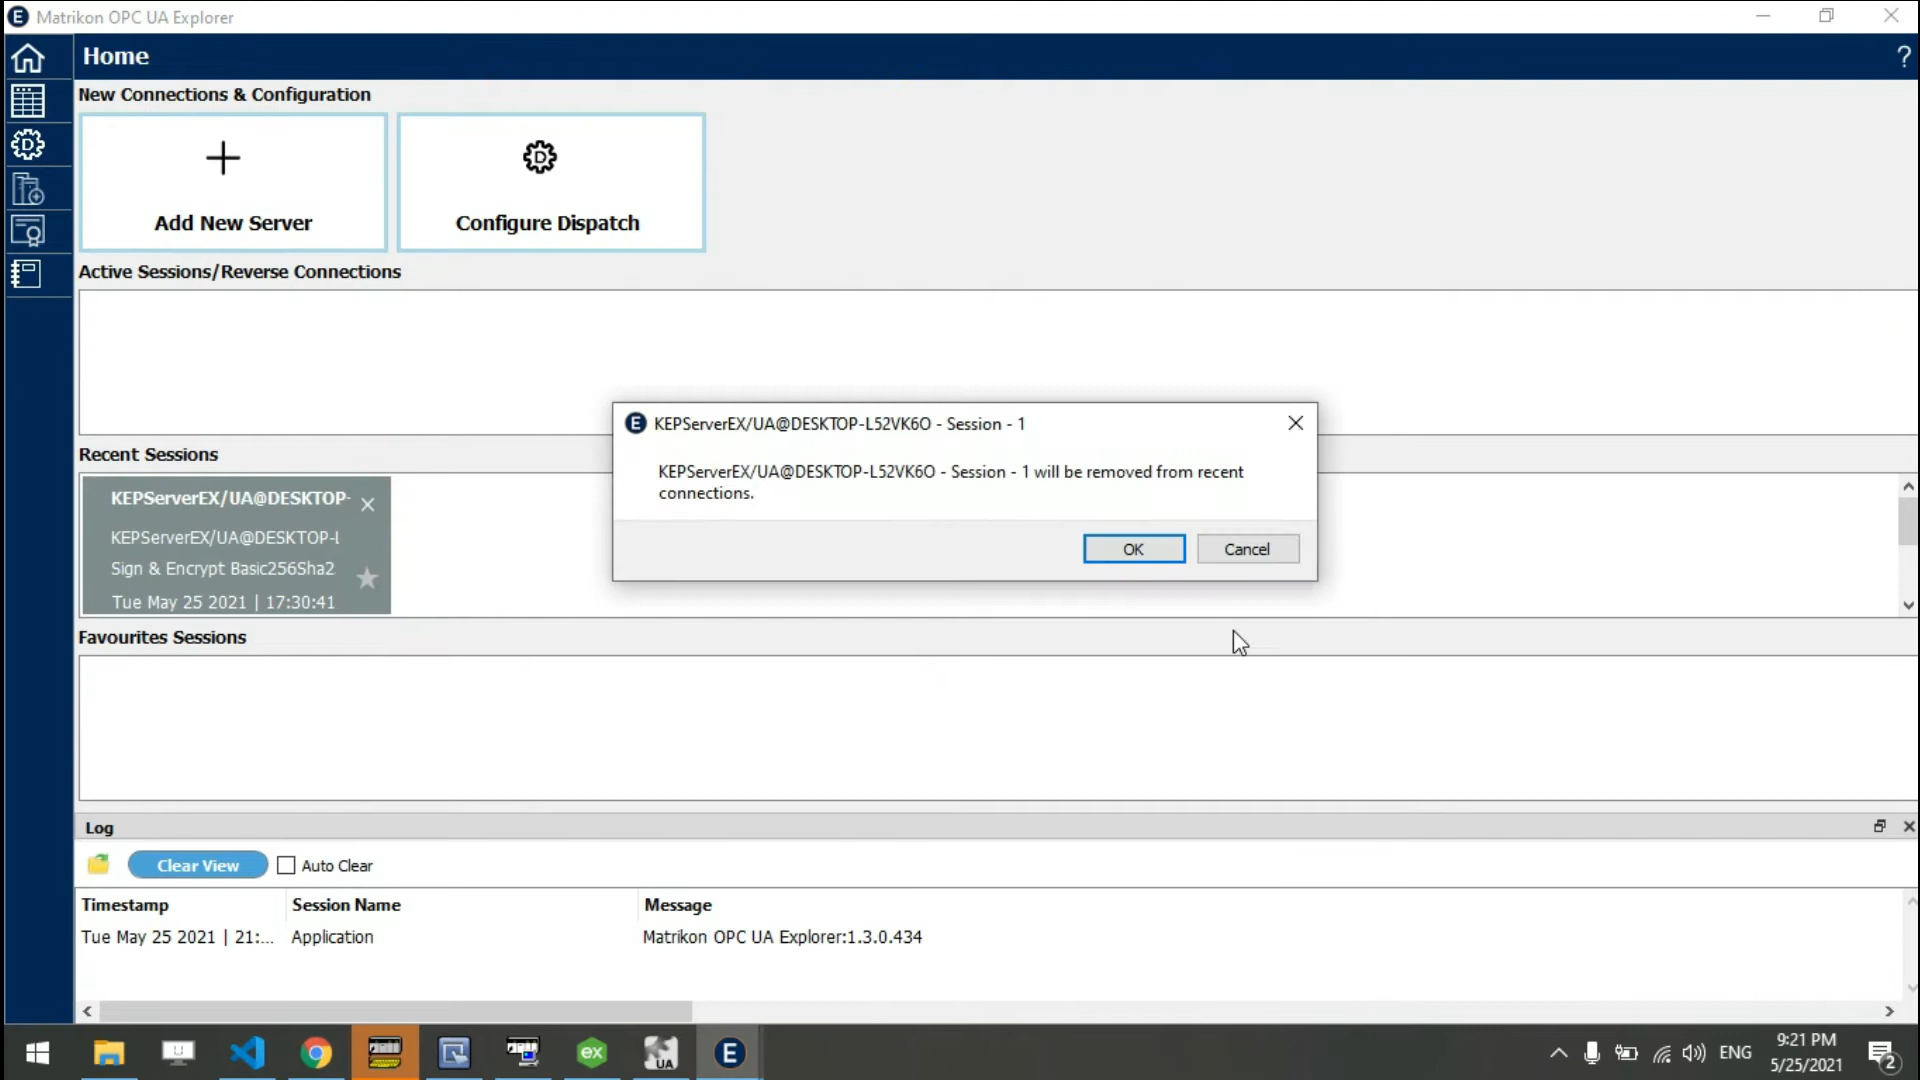 Matrikon OPC UA Explorer
Home
?
New Connections & Configuration
Add New Server
Configure Dispatch
Active Sessions/Reverse Connections
KEPServerEX/UA@DESKTOP-L52VK6O - Session - 1
KEPServerEX/UA@DESKTOP-L52VK6O - Session - 1 will be removed from recent
connections.
OK
Cancel
Recent Sessions
KEPServerEX/UA@DESKTOP-
KEPServerEX/UA@DESKTOP-L
Sign & Encrypt Basic256Sha2
Tue May 25 2021 | 17:30:41
Favourites Sessions
Log
Clear View
Auto Clear
Timestamp Session Name Message
Tue May 25 2021 | 21:... Application Matrikon OPC UA Explorer:1.3.0.434
ex
UA
E
ENG
9:21 PM
5/25/2021
2